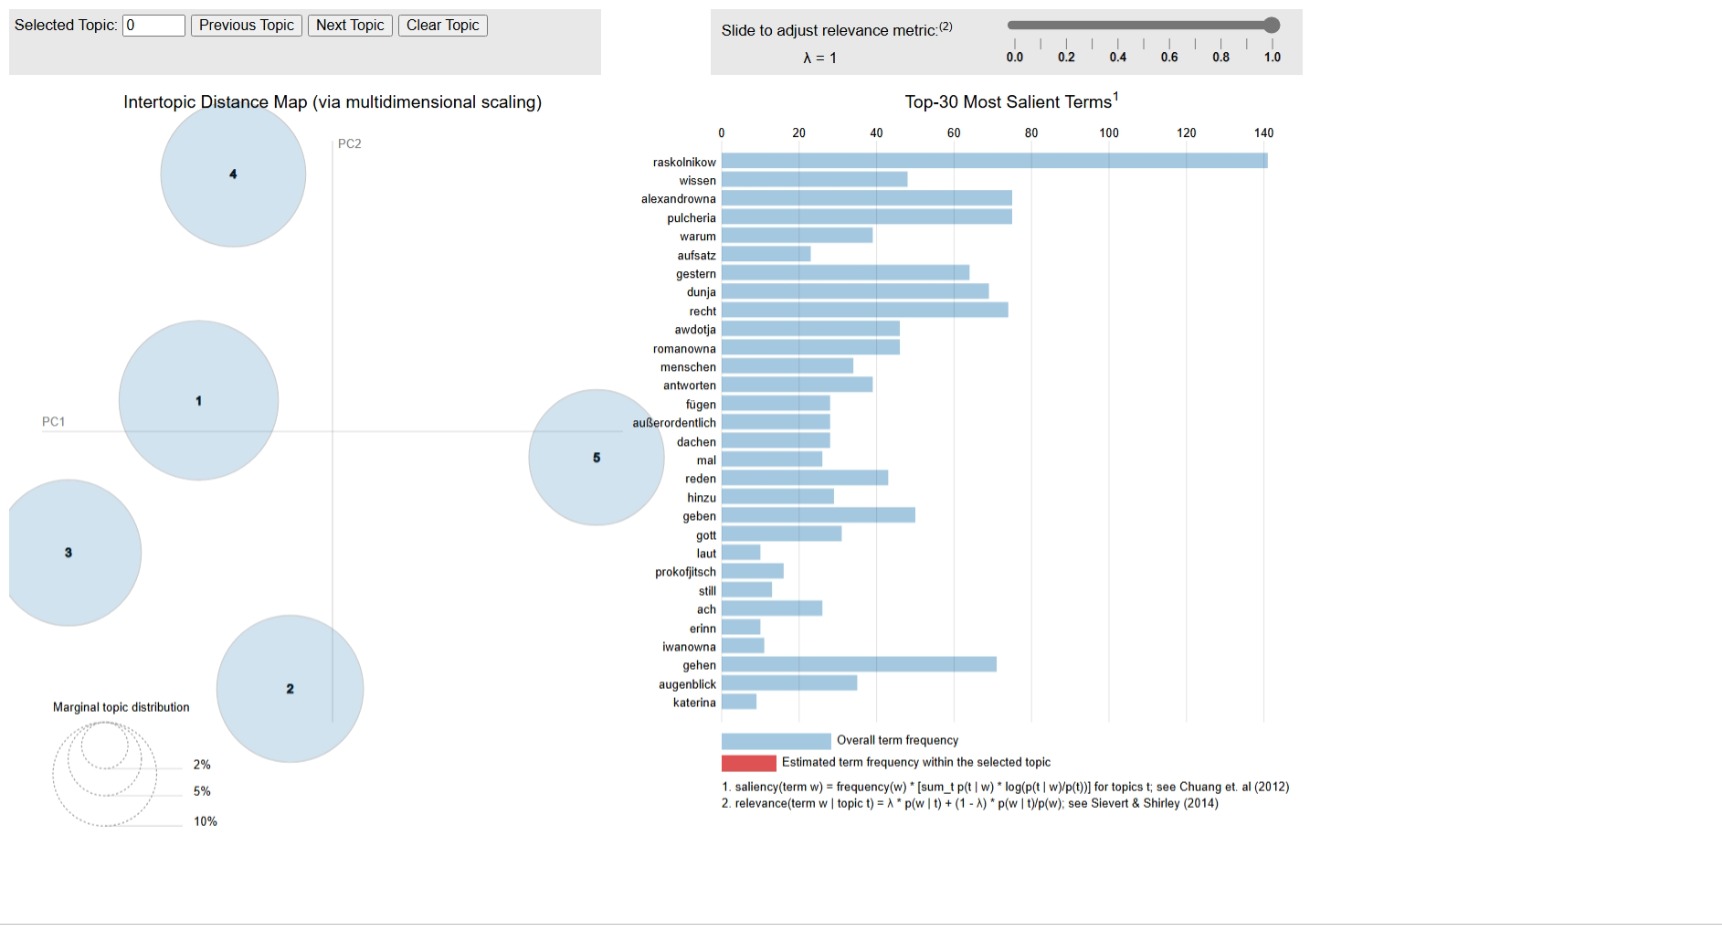 Selected Topic: 0 Previous Topic Next Topic Clear Topic
Slide to adjust relevance metric:(2)
λ = 1
0.0 0.2 0.4 0.6 0.8 1.0
Intertopic Distance Map (via multidimensional scaling)
PC2
PC1
4
1
5
3
2
Marginal topic distribution
2%
5%
10%
Top-30 Most Salient Terms1
0 20 40 60 80 100 120 140
raskolnikow
wissen
alexandrowna
pulcheria
warum
aufsatz
gestern
dunja
recht
awdotja
romanowna
menschen
antworten
fügen
außerordentlich
dachen
mal
reden
hinzu
geben
gott
laut
prokofjitsch
still
ach
erinn
iwanowna
gehen
augenblick
katerina
Overall term frequency
Estimated term frequency within the selected topic
1. saliency(term w) = frequency(w) * [sum_t p(t | w) * log(p(t | w)/p(t))] for topics t; see Chuang et. al (2012)
2. relevance(term w | topic t) = λ * p(w | t) + (1 - λ) * p(w | t)/p(w); see Sievert & Shirley (2014)